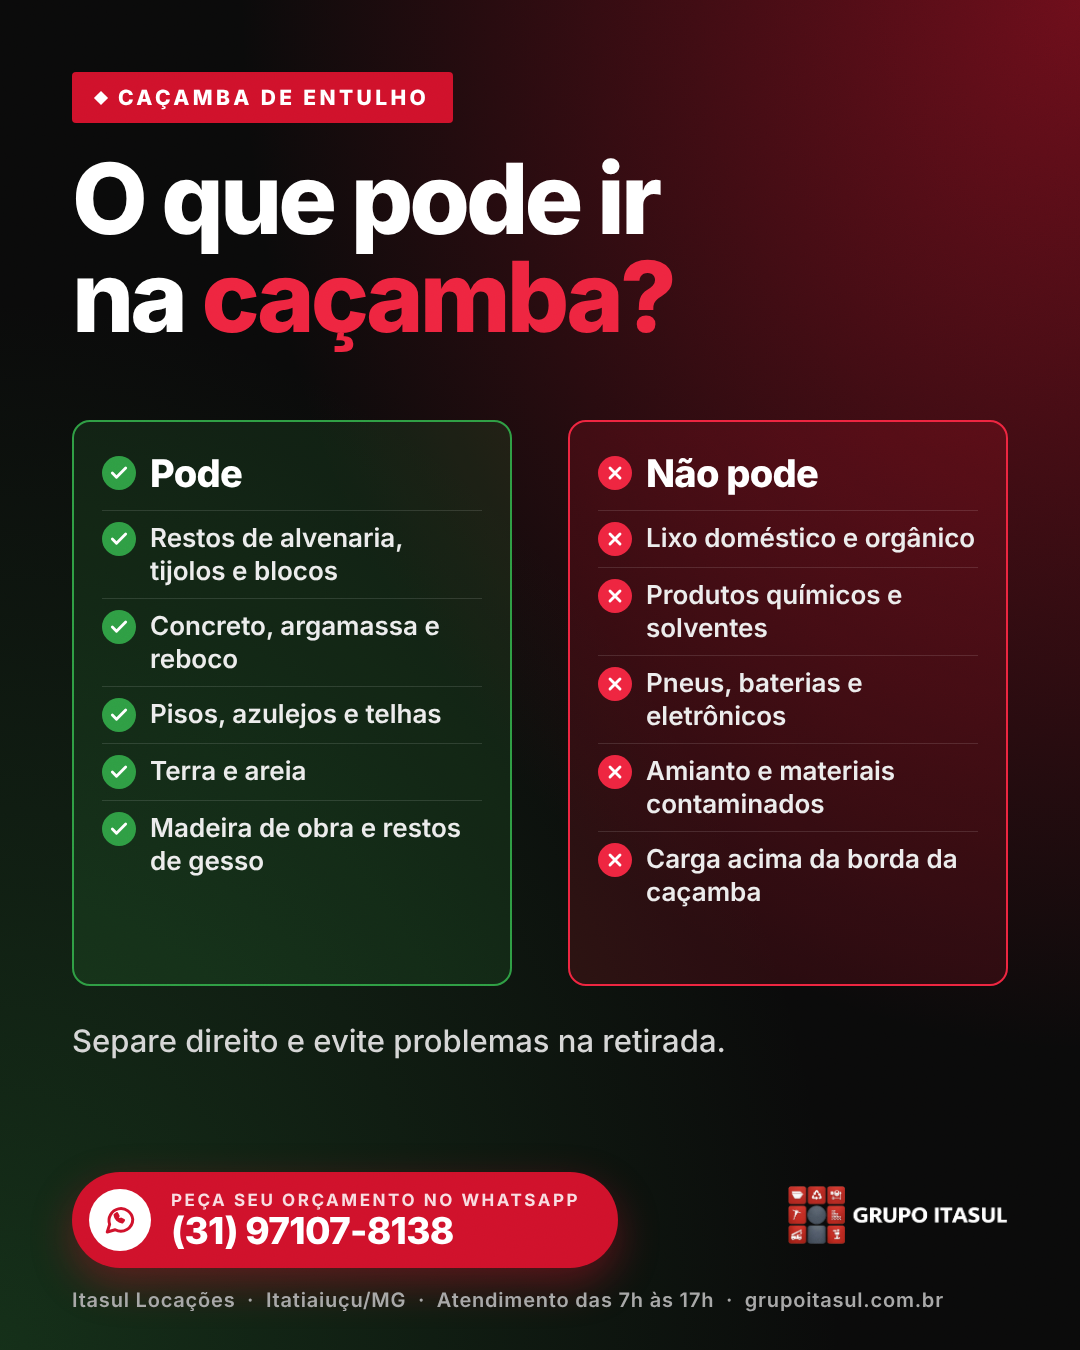 CAÇAMBA DE ENTULHO
O que pode ir
na caçamba?
Pode
Restos de alvenaria,
tijolos e blocos
Concreto, argamassa e
reboco
Pisos, azulejos e telhas
Terra e areia
Madeira de obra e restos
de gesso
Não pode
Lixo doméstico e orgânico
Produtos químicos e
solventes
Pneus, baterias e
eletrônicos
Amianto e materiais
contaminados
Carga acima da borda da
caçamba
Separe direito e evite problemas na retirada.
PEÇA SEU ORÇAMENTO NO WHATSAPP
(31) 97107-8138
GRUPO ITASUL
Itasul Locações · Itatiaiuçu/MG · Atendimento das 7h às 17h · grupoitasul.com.br